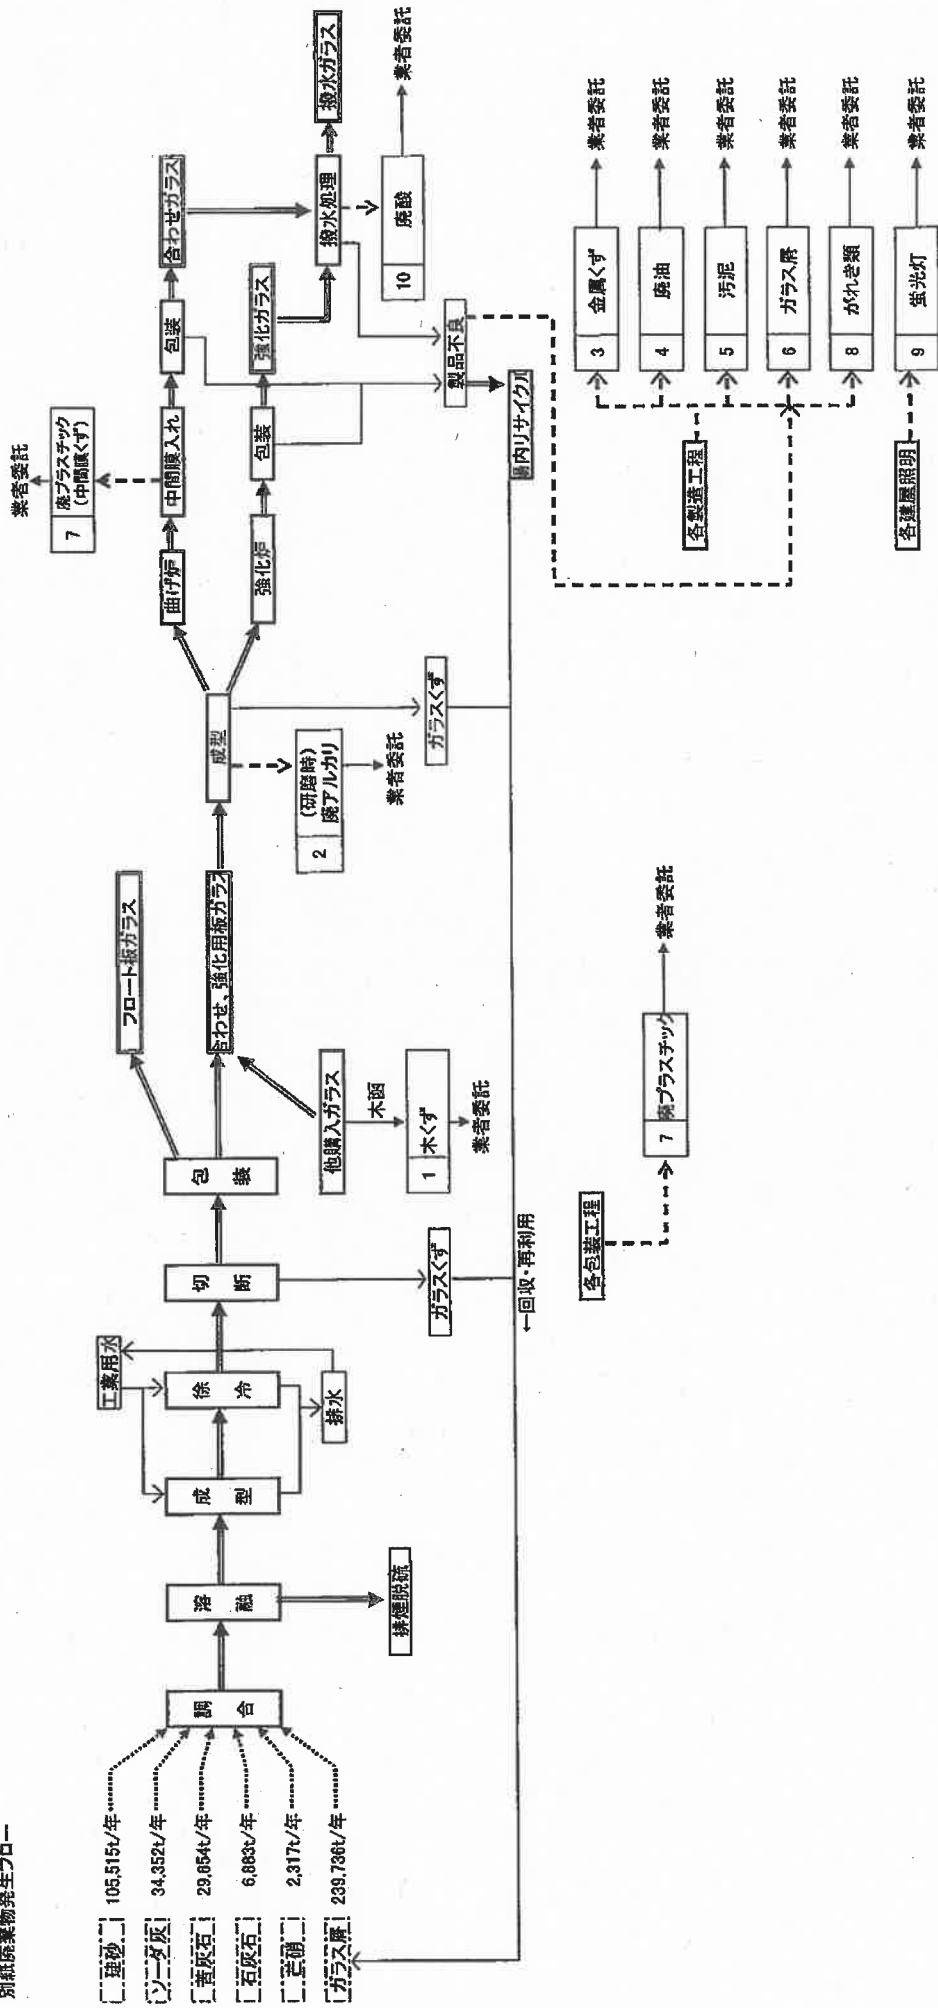 別紙廃棄物発生フロー
珪砂 105,515t/年
ソーダ灰 34,352t/年
苦灰石 29,654t/年
石灰石 6,883t/年
芒硝 2,317t/年
ガラス屑 239,736t/年
調合
溶融
排煙脱硫
成型
徐冷
工業用水
排水
切断
ガラスくず
包装
フロート板ガラス
合わせ、強化用板ガラス
他購入ガラス
木函
1 木くず
業者委託
成型
2 (研磨時)
廃アルカリ
業者委託
ガラスくず
曲げ炉
中間膜入れ
7 廃プラスチック
(中間膜くず)
業者委託
包装
合わせガラス
強化炉
包装
強化ガラス
撥水処理
撥水ガラス
10 廃酸
業者委託
製品不良
内リサイクル
←回収・再利用
各包装工程
7 廃プラスチック
業者委託
各製造工程
3 金属くず 業者委託
4 廃油 業者委託
5 汚泥 業者委託
6 ガラス屑 業者委託
8 がれき類 業者委託
各建屋照明
9 蛍光灯 業者委託